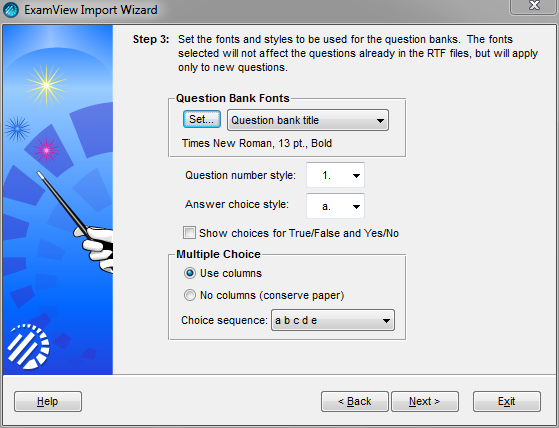 ExamView Import Wizard
Step 3: Set the fonts and styles to be used for the question banks. The fonts
selected will not affect the questions already in the RTF files, but will apply
only to new questions.
Question Bank Fonts
Set... Question bank title
Times New Roman, 13 pt., Bold
Question number style: 1.
Answer choice style: a.
Show choices for True/False and Yes/No
Multiple Choice
Use columns
No columns (conserve paper)
Choice sequence: a b c d e
Help < Back Next > Exit